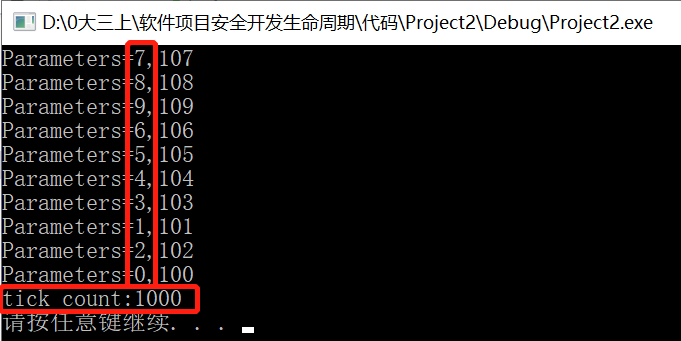 D:\0大三上\软件项目安全开发生命周期\代码\Project2\Debug\Project2.exe
Parameters=7,107
Parameters=8,108
Parameters=9,109
Parameters=6,106
Parameters=5,105
Parameters=4,104
Parameters=3,103
Parameters=1,101
Parameters=2,102
Parameters=0,100
tick count:1000
请按任意键继续. . .